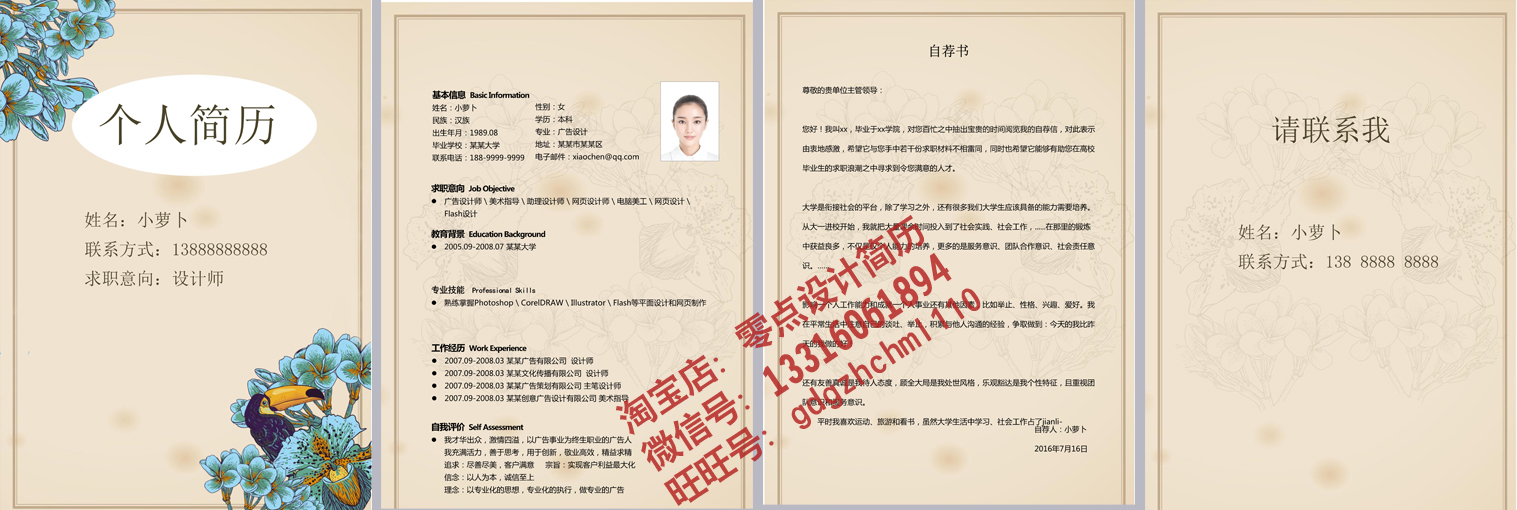 个人简历
姓名：小萝卜
联系方式：13888888888
求职意向：设计师
基本信息 Basic Information
姓名：小萝卜 性别：女
民族：汉族 学历：本科
出生年月：1989.08 专业：广告设计
毕业学校：某某大学 地址：某某市某某区
联系电话：188-9999-9999 电子邮件：xiaochen@qq.com
求职意向 Job Objective
● 广告设计师 \ 美术指导 \ 助理设计师 \ 网页设计师 \ 电脑美工 \ 网页设计 \
Flash设计
教育背景 Education Background
● 2005.09-2008.07 某某大学
专业技能 Professional Skills
● 熟练掌握Photoshop \ CorelDRAW \ Illustrator \ Flash等平面设计和网页制作
工作经历 Work Experience
● 2007.09-2008.03 某某广告有限公司 设计师
● 2007.09-2008.03 某某文化传播有限公司 设计师
● 2007.09-2008.03 某某广告策划有限公司 主笔设计师
● 2007.09-2008.03 某某创意广告设计有限公司 美术指导
自我评价 Self Assessment
● 我才华出众，激情四溢，以广告事业为终生职业的广告人
我充满活力，善于思考，用于创新，敬业高效，精益求精
追求：尽善尽美，客户满意 宗旨：实现客户利益最大化
信念：以人为本，诚信至上
理念：以专业化的思想，专业化的执行，做专业的广告
自荐书
尊敬的贵单位主管领导：
您好！我叫xx，毕业于xx学院，对您百忙之中抽出宝贵的时间阅览我的自荐信，对此表示
由衷地感激，希望它与您手中若干份求职材料不相雷同，同时也希望它能够有助您在高校
毕业生的求职浪潮之中寻求到令您满意的人才。
大学是衔接社会的平台，除了学习之外，还有很多我们大学生应该具备的能力需要培养。
从大一进校开始，我就把大量课余时间投入到了社会实践、社会工作，......在那里的锻炼
中获益良多，不仅是我个人能力的培养，更多的是服务意识、团队合作意识、社会责任意
识。......
影响一个人工作能力和成就一个人事业还有其他因素，比如举止、性格、兴趣、爱好。我
在平常生活中注意自己的谈吐、举止，积累与他人沟通的经验，争取做到：今天的我比昨
天的我做的好。
还有友善真诚是我待人态度，顾全大局是我处世风格，乐观豁达是我个性特征，且重视团
队意识和服务意识。
平时我喜欢运动、旅游和看书，虽然大学生活中学习、社会工作占了jianli-
自荐人：小萝卜
2016年7月16日
淘宝店：零点设计简历
微信号：13316061894
旺旺号：gdgzhchml110
请联系我
姓名：小萝卜
联系方式：138 8888 8888